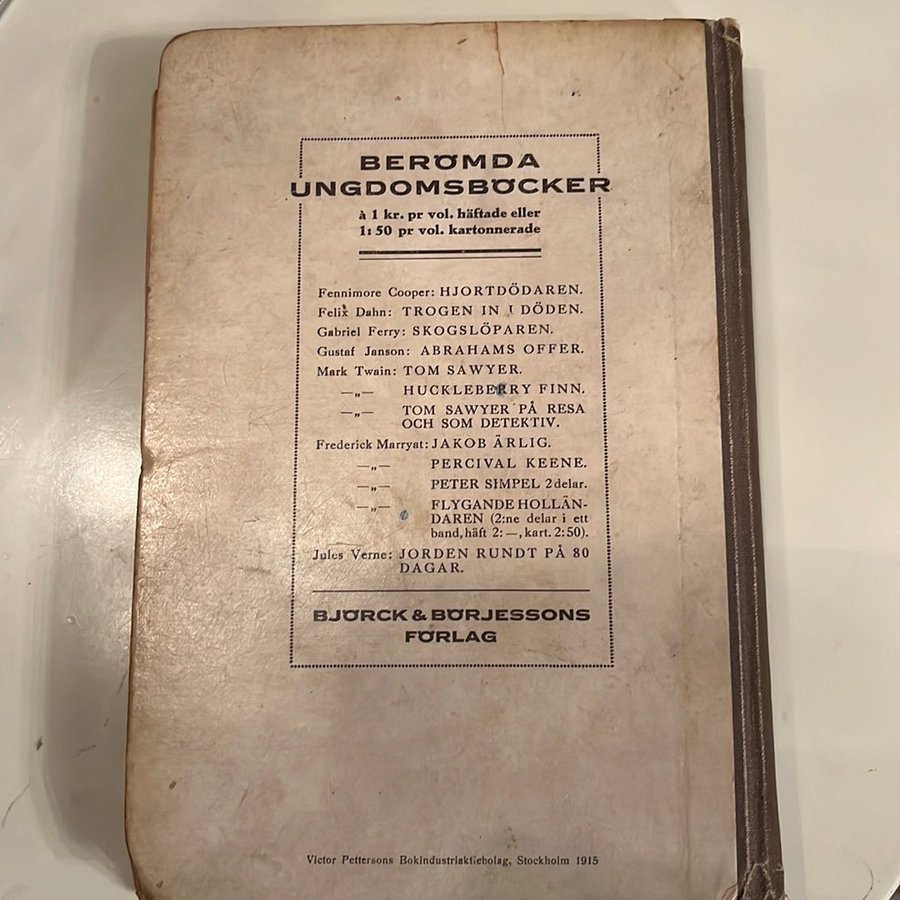 BERÖMDA
UNGDOMSBÖCKER
à 1 kr. pr vol. häftade eller
1:50 pr vol. kartonnerade
Fennimore Cooper: HJORTDÖDAREN.
Felix Dahn: TROGEN IN I DÖDEN.
Gabriel Ferry: SKOGSLÖPAREN.
Gustaf Janson: ABRAHAMS OFFER.
Mark Twain: TOM SAWYER.
—„— HUCKLEBERRY FINN.
—„— TOM SAWYER PÅ RESA
OCH SOM DETEKTIV.
Frederick Marryat: JAKOB ÄRLIG.
—„— PERCIVAL KEENE.
—„— PETER SIMPEL 2 delar.
—„— FLYGANDE HOLLÄN-
DAREN (2:ne delar i ett
band, häft 2: —, kart. 2:50).
Jules Verne: JORDEN RUNDT PÅ 80
DAGAR.
BJÖRCK & BÖRJESSONS
FÖRLAG
Victor Pettersons Bokindustriaktiebolag, Stockholm 1915